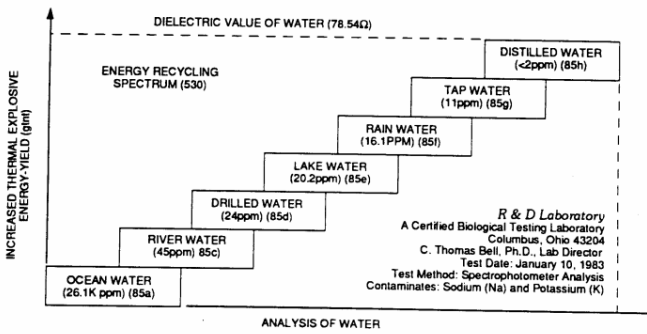 DIELECTRIC VALUE OF WATER (78.54Ω)
DISTILLED WATER
(<2ppm) (85h)
ENERGY RECYCLING
SPECTRUM (530)
TAP WATER
(11ppm) (85g)
RAIN WATER
(16.1PPM) (85f)
LAKE WATER
(20.2ppm) (85e)
DRILLED WATER
(24ppm) (85d)
RIVER WATER
(45ppm) 85c)
OCEAN WATER
(26.1K ppm) (85a)
INCREASED THERMAL EXPLOSIVE
ENERGY-YIELD (gtnt)
R & D Laboratory
A Certified Biological Testing Laboratory
Columbus, Ohio 43204
C. Thomas Bell, Ph.D., Lab Director
Test Date: January 10, 1983
Test Method: Spectrophotometer Analysis
Contaminates: Sodium (Na) and Potassium (K)
ANALYSIS OF WATER